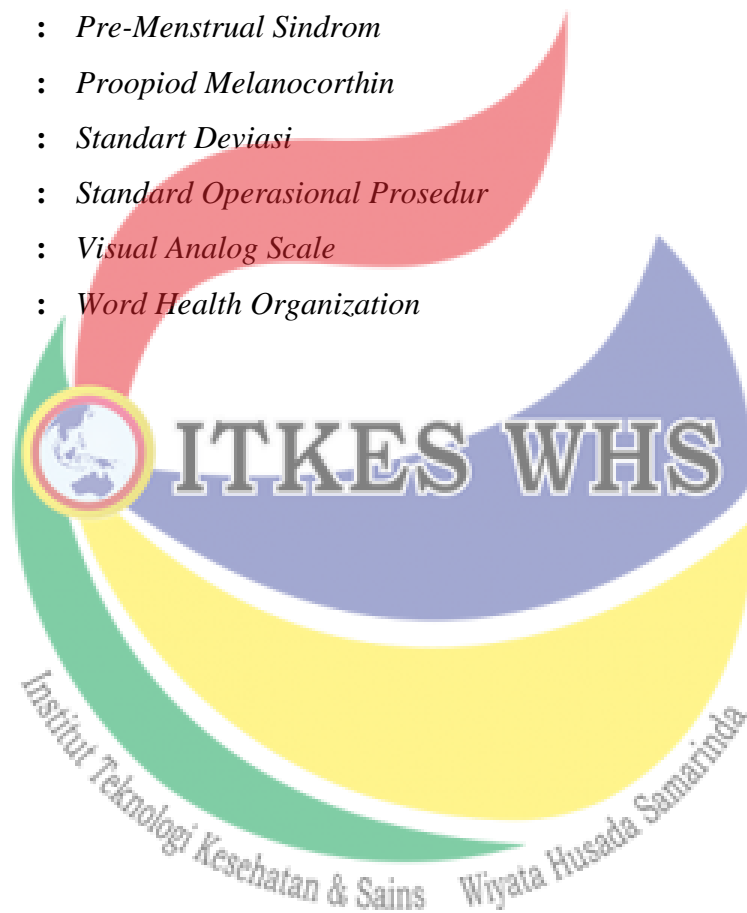 : Pre-Menstrual Sindrom
: Proopiod Melanocorthin
: Standart Deviasi
: Standard Operasional Prosedur
: Visual Analog Scale
: Word Health Organization
ITKES WHS
Institut Teknologi Kesehatan & Sains Wiyata Husada Samarinda